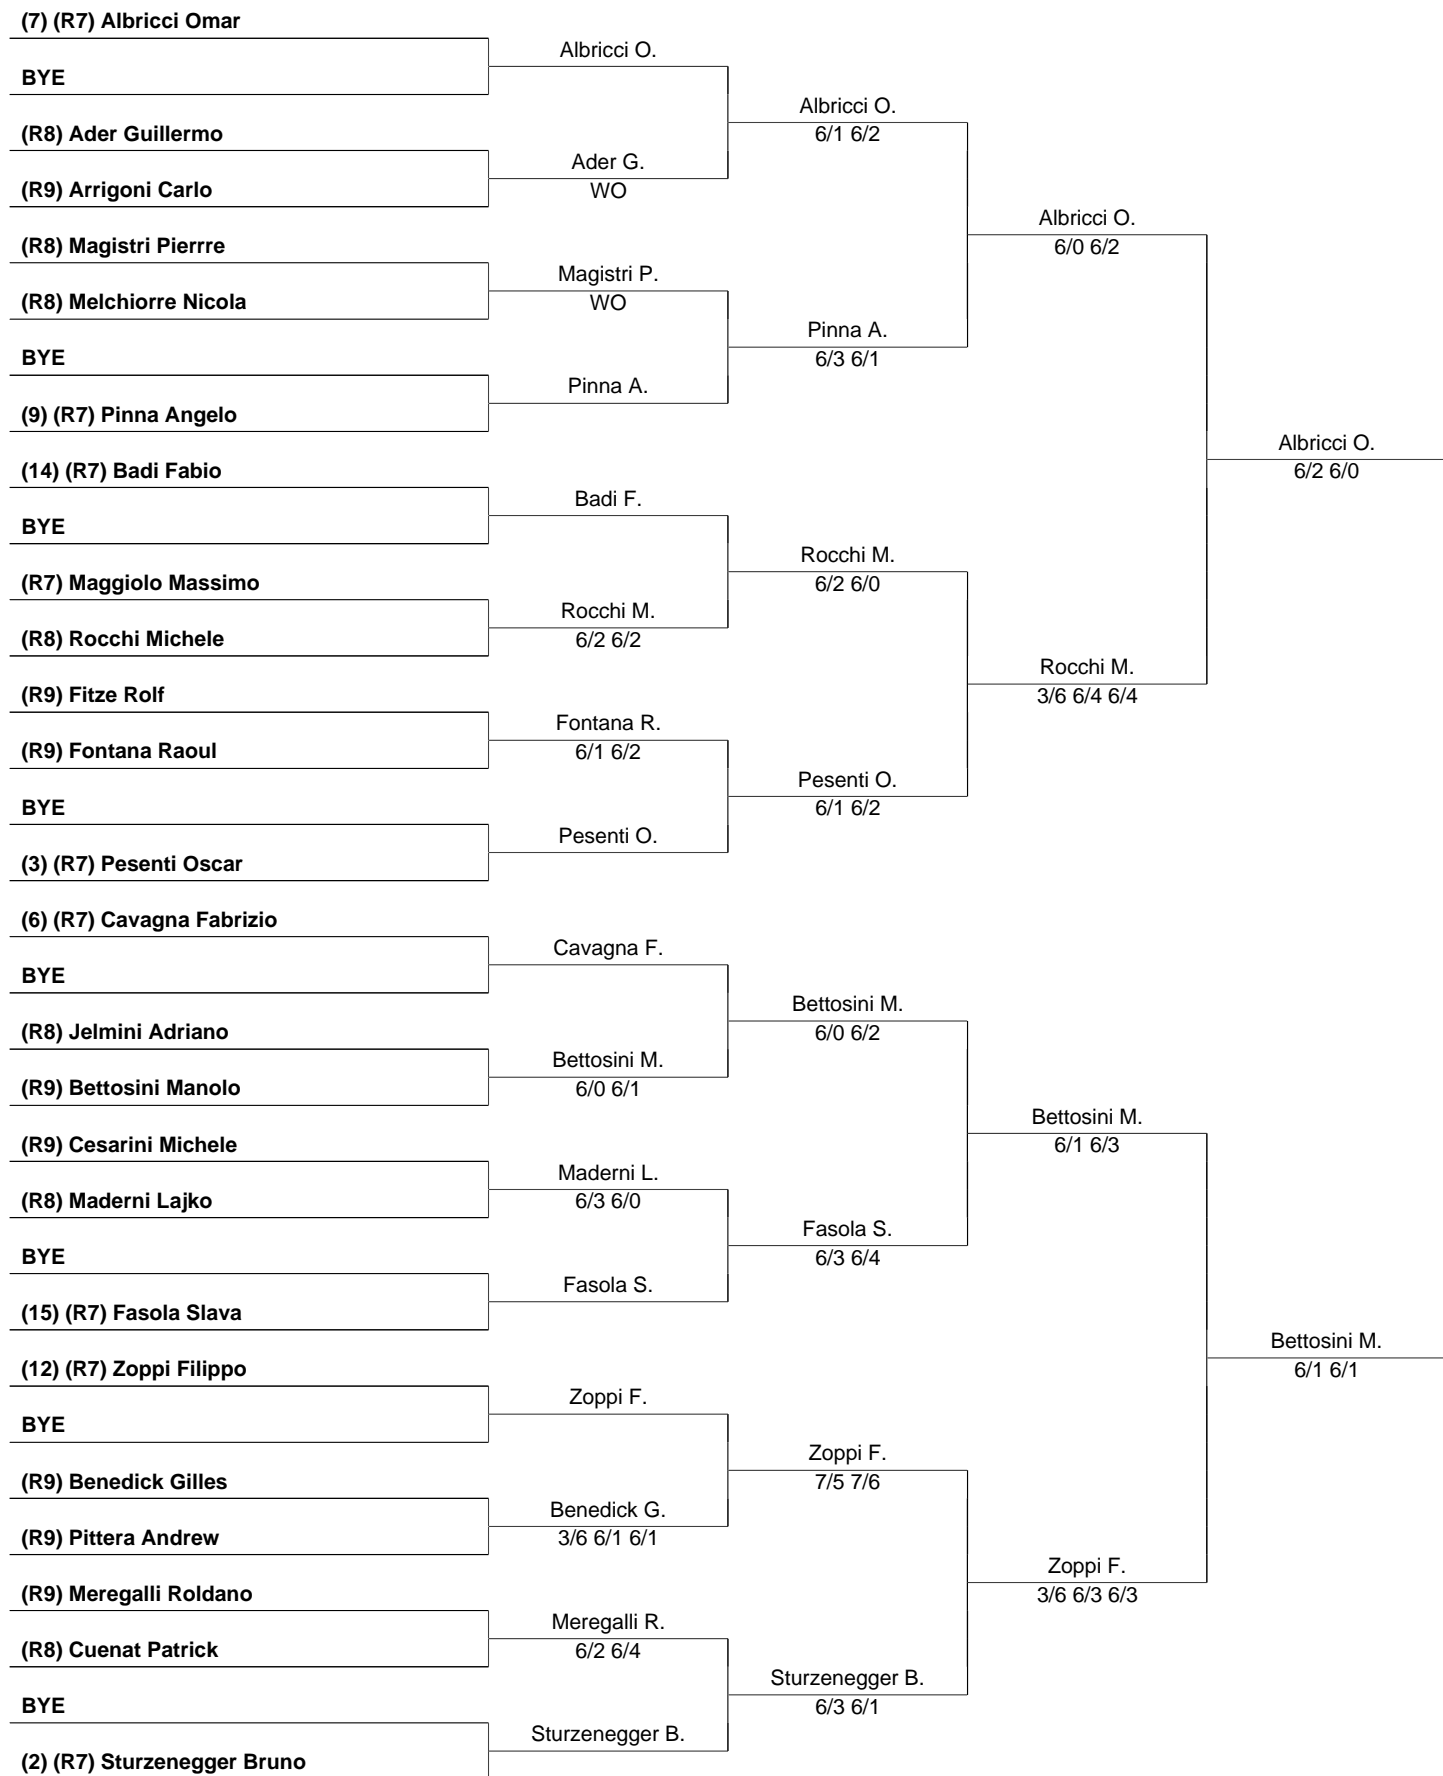 (7) (R7) Albricci Omar
Albricci O.
BYE
Albricci O.
6/1 6/2
(R8) Ader Guillermo
Ader G.
WO
(R9) Arrigoni Carlo
Albricci O.
6/0 6/2
(R8) Magistri Pierrre
Magistri P.
WO
(R8) Melchiorre Nicola
Pinna A.
6/3 6/1
BYE
Pinna A.
(9) (R7) Pinna Angelo
Albricci O.
6/2 6/0
(14) (R7) Badi Fabio
Badi F.
BYE
Rocchi M.
6/2 6/0
(R7) Maggiolo Massimo
Rocchi M.
6/2 6/2
(R8) Rocchi Michele
Rocchi M.
3/6 6/4 6/4
(R9) Fitze Rolf
Fontana R.
6/1 6/2
(R9) Fontana Raoul
Pesenti O.
6/1 6/2
BYE
Pesenti O.
(3) (R7) Pesenti Oscar
(6) (R7) Cavagna Fabrizio
Cavagna F.
BYE
Bettosini M.
6/0 6/2
(R8) Jelmini Adriano
Bettosini M.
6/0 6/1
(R9) Bettosini Manolo
Bettosini M.
6/1 6/3
(R9) Cesarini Michele
Maderni L.
6/3 6/0
(R8) Maderni Lajko
Fasola S.
6/3 6/4
BYE
Fasola S.
(15) (R7) Fasola Slava
Bettosini M.
6/1 6/1
(12) (R7) Zoppi Filippo
Zoppi F.
BYE
Zoppi F.
7/5 7/6
(R9) Benedick Gilles
Benedick G.
3/6 6/1 6/1
(R9) Pittera Andrew
Zoppi F.
3/6 6/3 6/3
(R9) Meregalli Roldano
Meregalli R.
6/2 6/4
(R8) Cuenat Patrick
Sturzenegger B.
6/3 6/1
BYE
Sturzenegger B.
(2) (R7) Sturzenegger Bruno